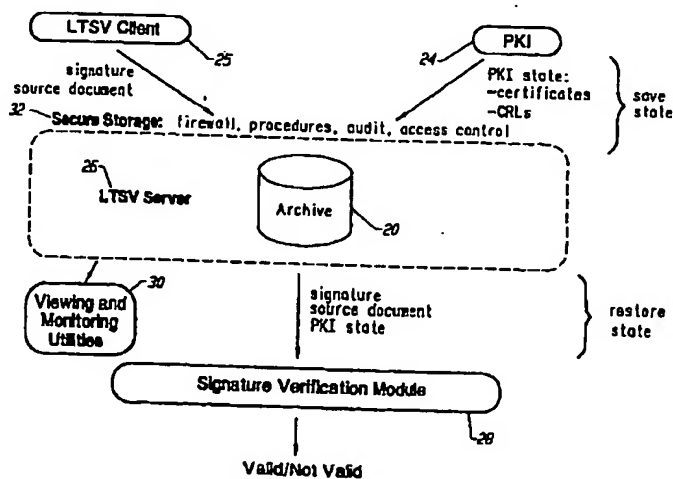 LTSV Client
25
24
PKI
signature
source document
PKI state:
-certificates
-CRLs
save
state
32
Secure Storage: firewall, procedures, audit, access control
26
LTSV Server
Archive
20
30
Viewing and
Monitoring
Utilities
signature
source document
PKI state
restore
state
Signature Verification Module
28
Valid/Not Valid